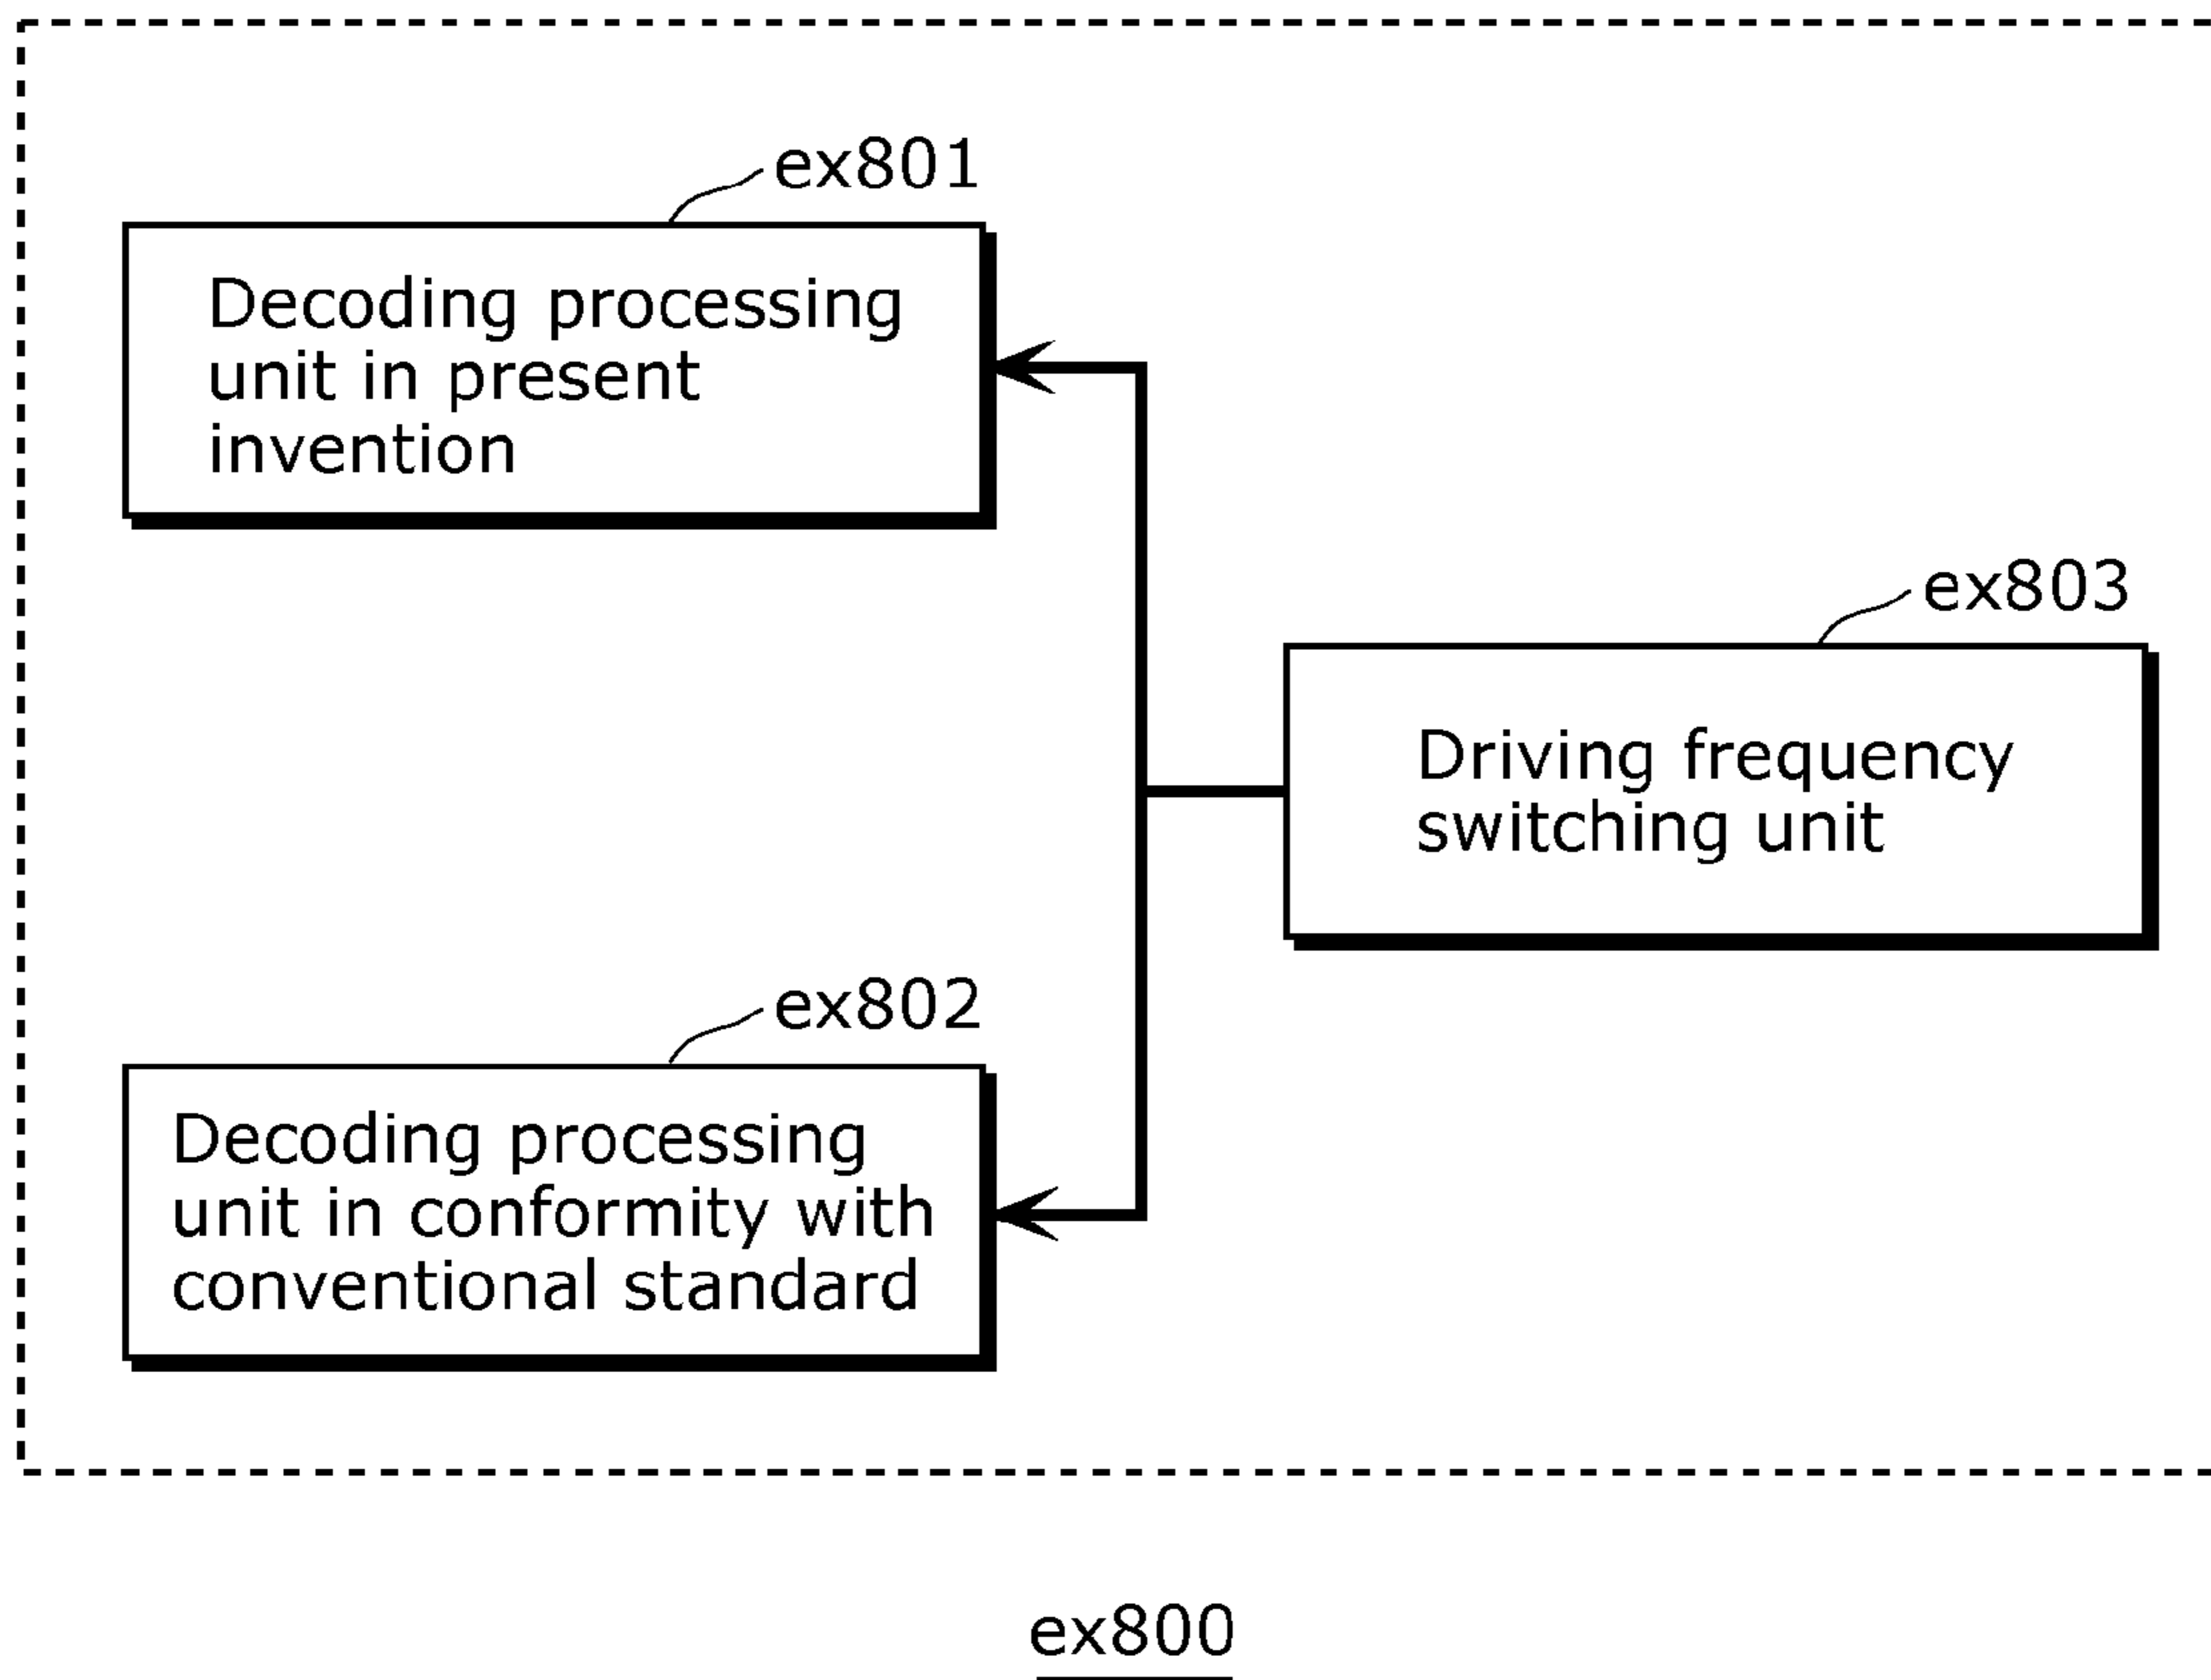 ex801
Decoding processing
unit in present
invention
ex803
Driving frequency
switching unit
ex802
Decoding processing
unit in conformity with
conventional standard
ex800